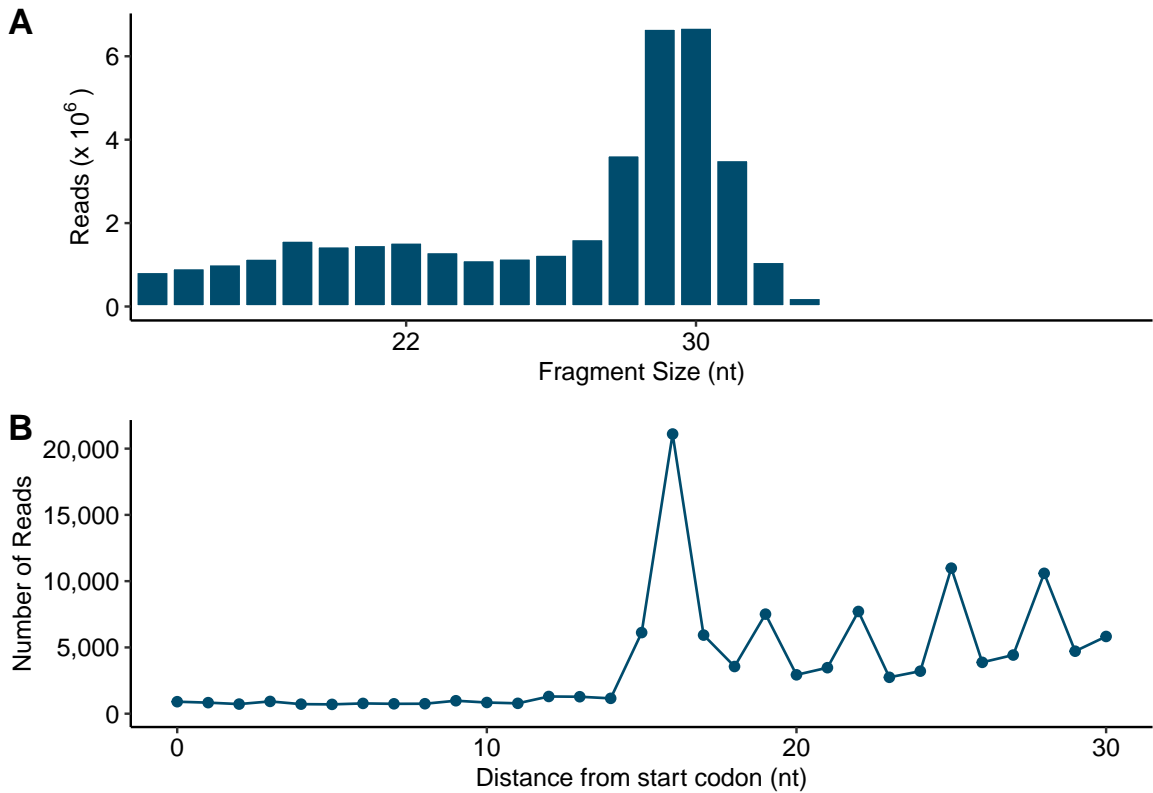 A
Reads (x 10⁶ )
6
4
2
0
22
30
Fragment Size (nt)
B
Number of Reads
20,000
15,000
10,000
5,000
0
0
10
20
30
Distance from start codon (nt)